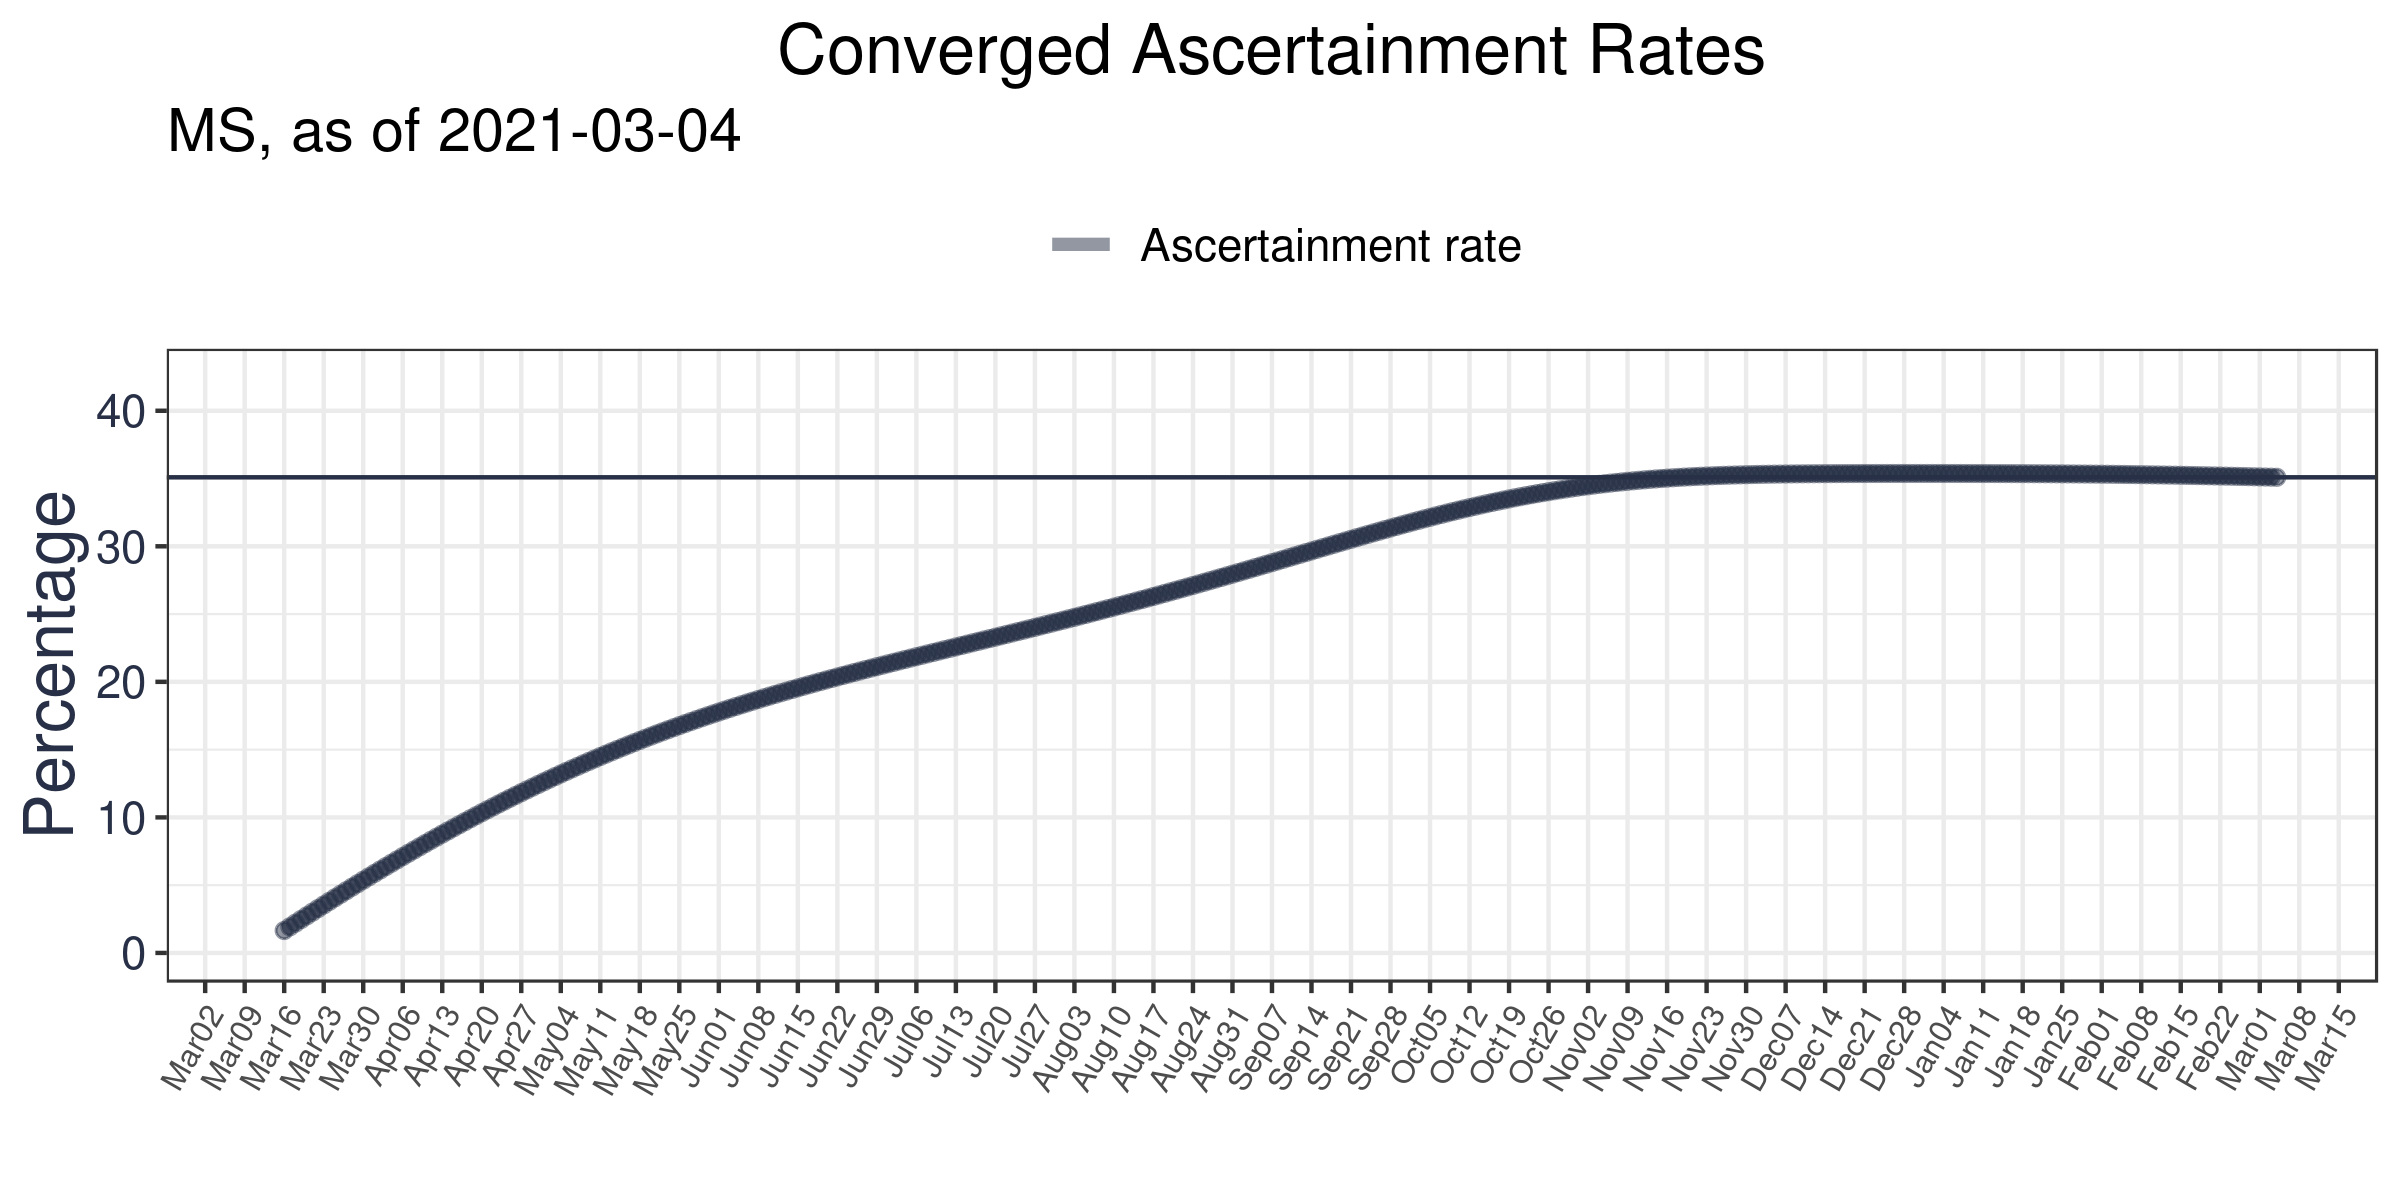 Converged Ascertainment Rates
MS, as of 2021-03-04
Ascertainment rate
Percentage
40
30
20
10
0
Mar02 Mar09 Mar16 Mar23 Mar30 Apr06 Apr13 Apr20 Apr27 May04 May11 May18 May25 Jun01 Jun08 Jun15 Jun22 Jun29 Jul06 Jul13 Jul20 Jul27 Aug03 Aug10 Aug17 Aug24 Aug31 Sep07 Sep14 Sep21 Sep28 Oct05 Oct12 Oct19 Oct26 Nov02 Nov09 Nov16 Nov23 Nov30 Dec07 Dec14 Dec21 Dec28 Jan04 Jan11 Jan18 Jan25 Feb01 Feb08 Feb15 Feb22 Mar01 Mar08 Mar15